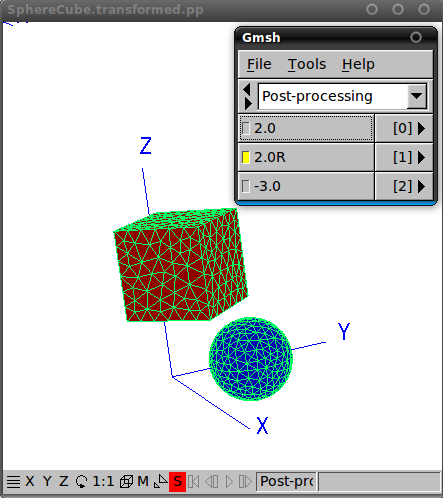 SphereCube.transformed.pp
Gmsh
File Tools Help
Post-processing
2.0 [0]
2.0R [1]
-3.0 [2]
Z
Y
X
X Y Z 1:1 M S Post-pro